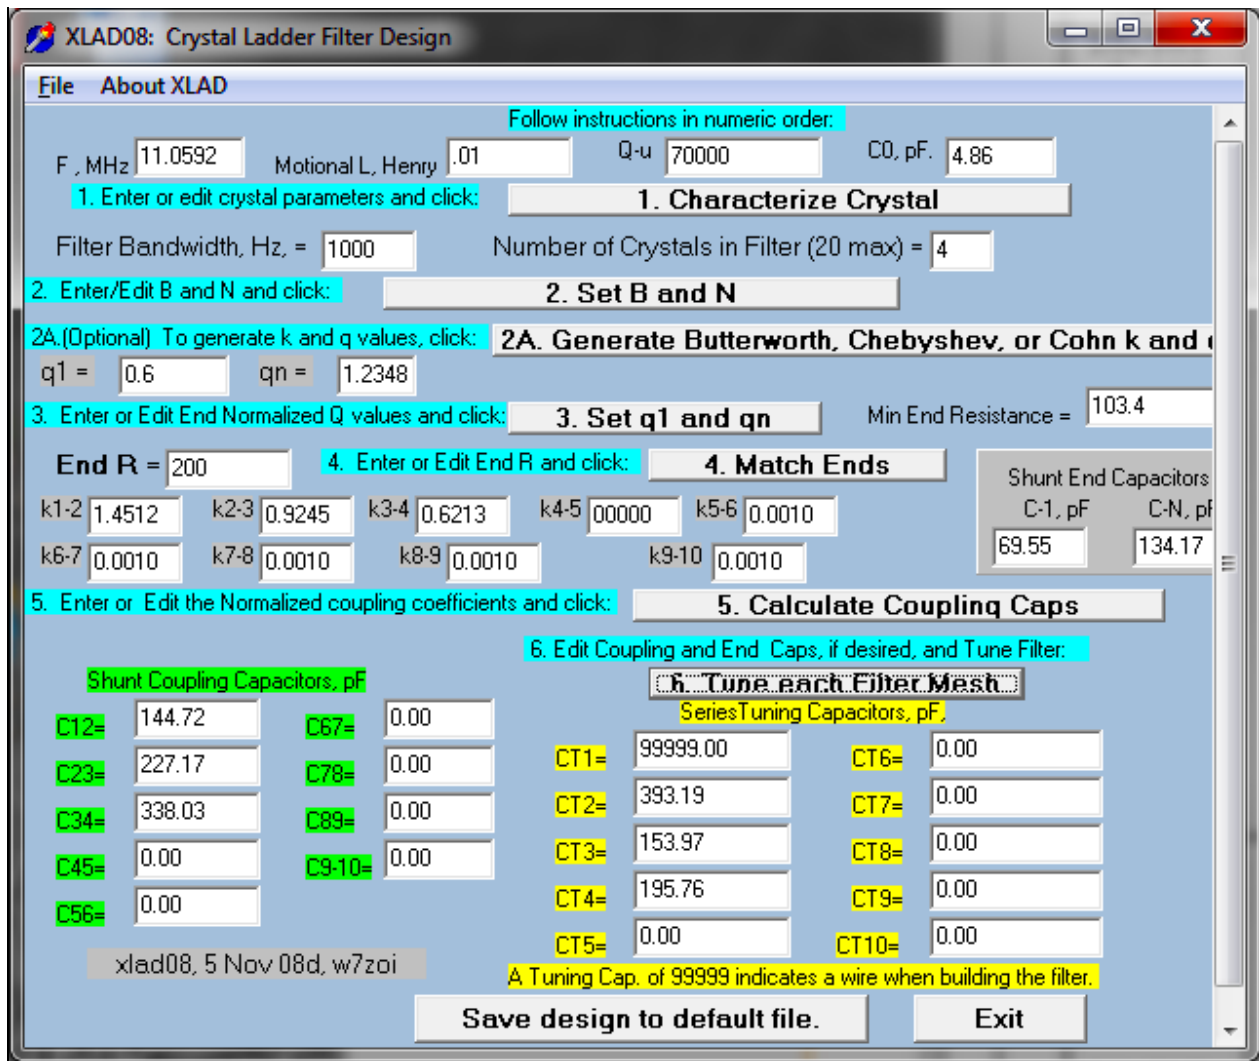 XLAD08: Crystal Ladder Filter Design
File About XLAD
Follow instructions in numeric order:
F , MHz 11.0592 Motional L, Henry .01 Q-u 70000 C0, pF. 4.86
1. Enter or edit crystal parameters and click: 1. Characterize Crystal
Filter Bandwidth, Hz, = 1000 Number of Crystals in Filter (20 max) = 4
2. Enter/Edit B and N and click: 2. Set B and N
2A.(Optional) To generate k and q values, click: 2A. Generate Butterworth, Chebyshev, or Cohn k and
q1 = 0.6 qn = 1.2348
3. Enter or Edit End Normalized Q values and click: 3. Set q1 and qn Min End Resistance = 103.4
End R = 200 4. Enter or Edit End R and click: 4. Match Ends
Shunt End Capacitors
k1-2 1.4512 k2-3 0.9245 k3-4 0.6213 k4-5 00000 k5-6 0.0010 C-1, pF C-N, pF
69.55 134.17
k6-7 0.0010 k7-8 0.0010 k8-9 0.0010 k9-10 0.0010
5. Enter or Edit the Normalized coupling coefficients and click: 5. Calculate Coupling Caps
6. Edit Coupling and End Caps, if desired, and Tune Filter:
Shunt Coupling Capacitors, pF 6. Tune each Filter Mesh
SeriesTuning Capacitors, pF,
C12= 144.72 C67= 0.00
CT1= 99999.00 CT6= 0.00
C23= 227.17 C78= 0.00
CT2= 393.19 CT7= 0.00
C34= 338.03 C89= 0.00
CT3= 153.97 CT8= 0.00
C45= 0.00 C9-10= 0.00
CT4= 195.76 CT9= 0.00
C56= 0.00
CT5= 0.00 CT10= 0.00
xlad08, 5 Nov 08d, w7zoi
A Tuning Cap. of 99999 indicates a wire when building the filter.
Save design to default file. Exit